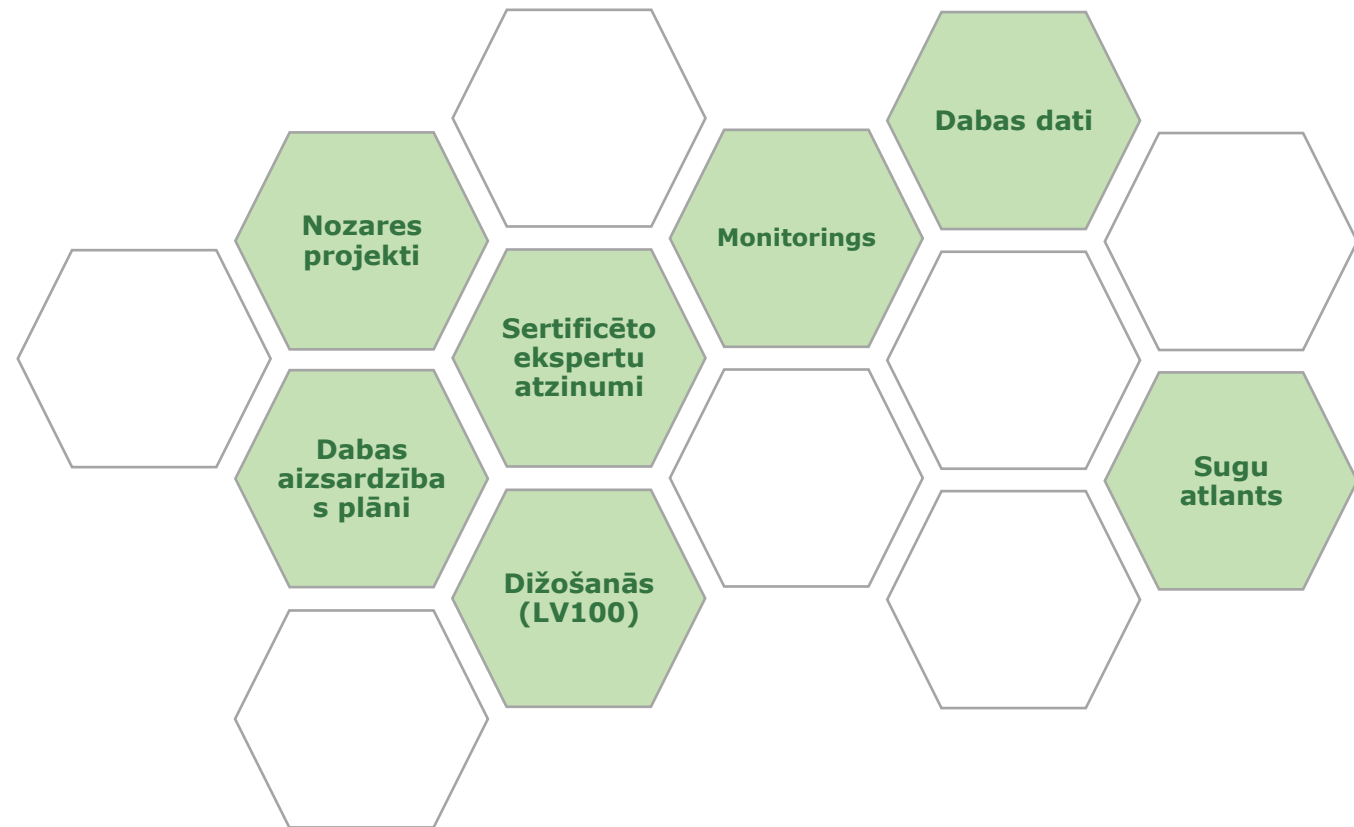 Dabas dati
Nozares
projekti
Monitorings
Sertificēto
ekspertu
atzinumi
Dabas
aizsardzība
s plāni
Sugu
atlants
Dižošanās
(LV100)